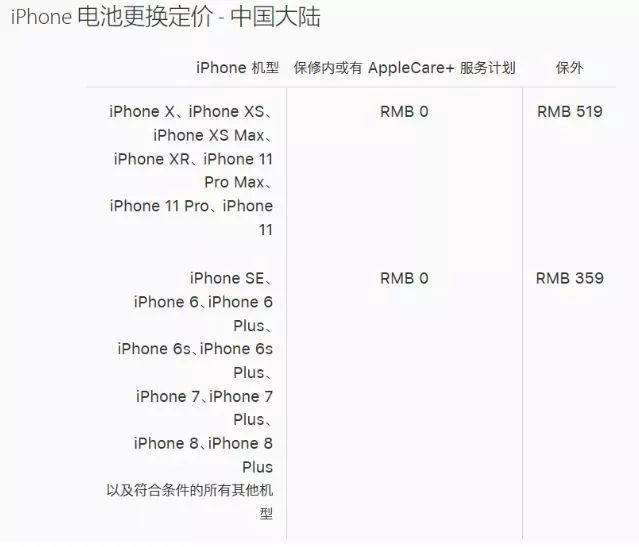 iPhone 电池更换定价 - 中国大陆
iPhone 机型 保修内或有 AppleCare+ 服务计划 保外
iPhone X、iPhone XS、 RMB 0 RMB 519
iPhone XS Max、
iPhone XR、iPhone 11
Pro Max、
iPhone 11 Pro、iPhone
11
iPhone SE、 RMB 0 RMB 359
iPhone 6、iPhone 6
Plus、
iPhone 6s、iPhone 6s
Plus、
iPhone 7、iPhone 7
Plus、
iPhone 8、iPhone 8
Plus
以及符合条件的所有其他机
型